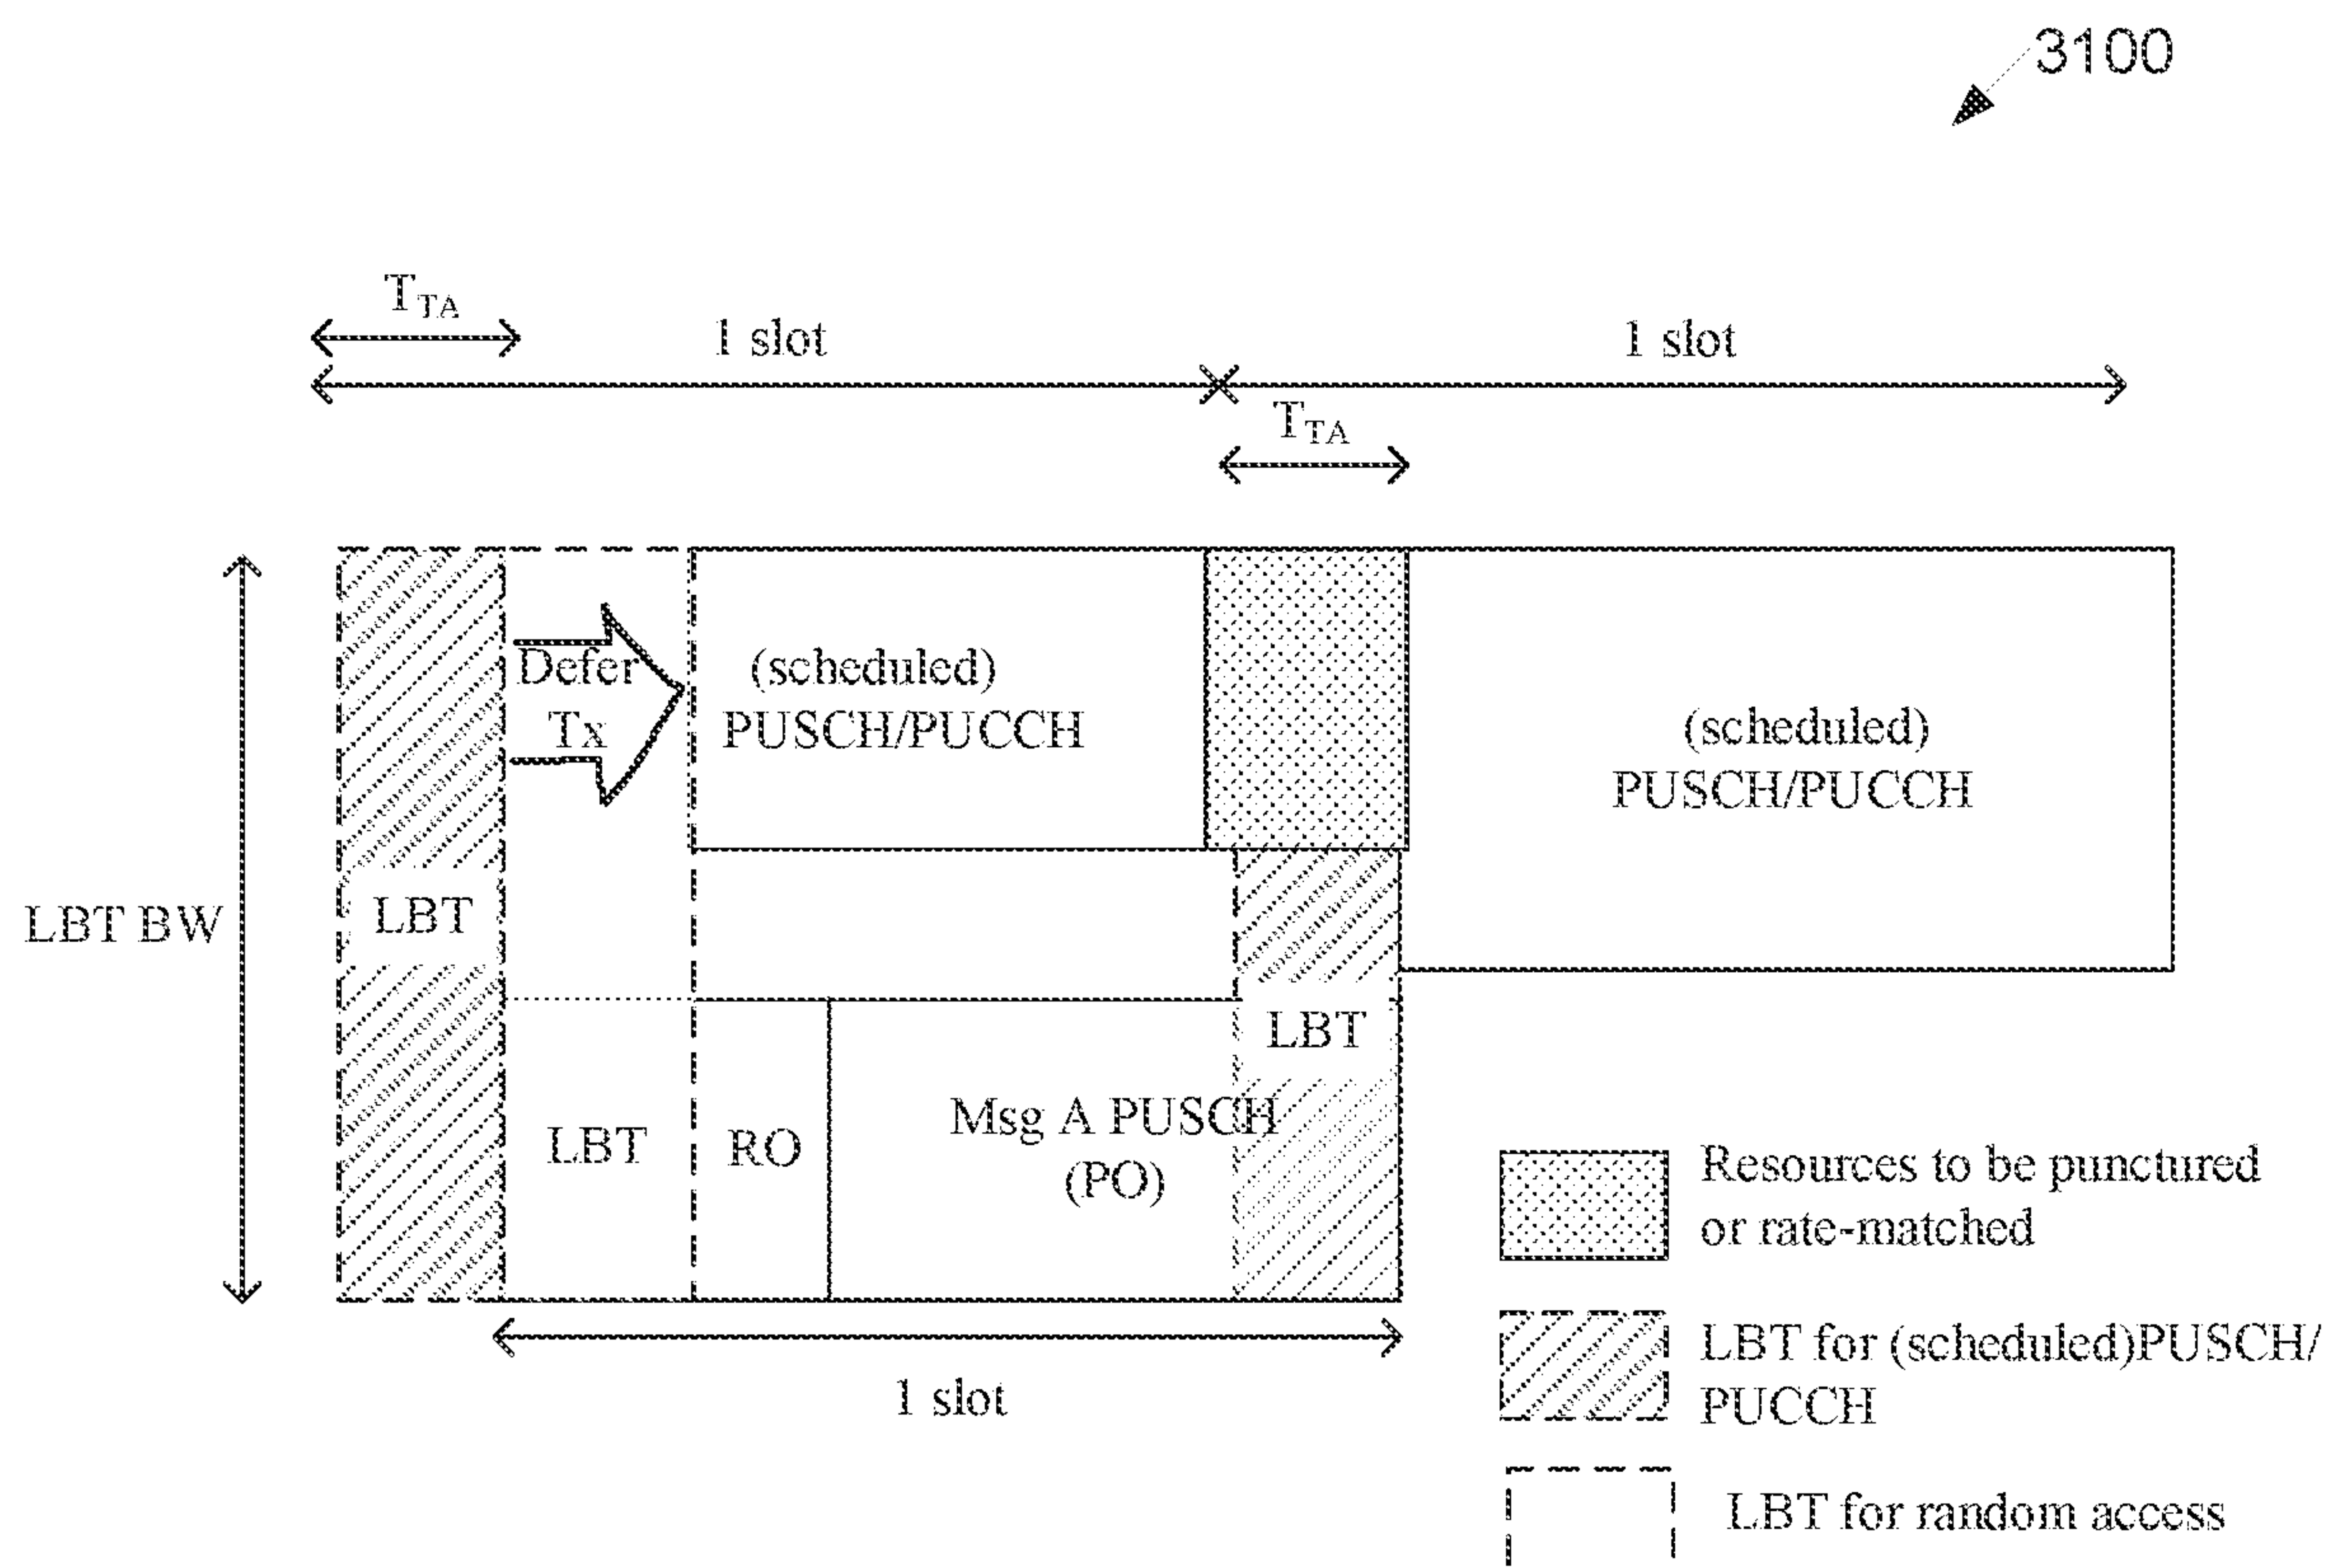 3100
TTA
1 slot
1 slot
TTA
Defer
Tx
(scheduled)
PUSCH/PUCCH
(scheduled)
PUSCH/PUCCH
LBT BW
LBT
LBT
LBT
RO
Msg A PUSCH
(PO)
1 slot
Resources to be punctured
or rate-matched
LBT for (scheduled)PUSCH/
PUCCH
LBT for random access